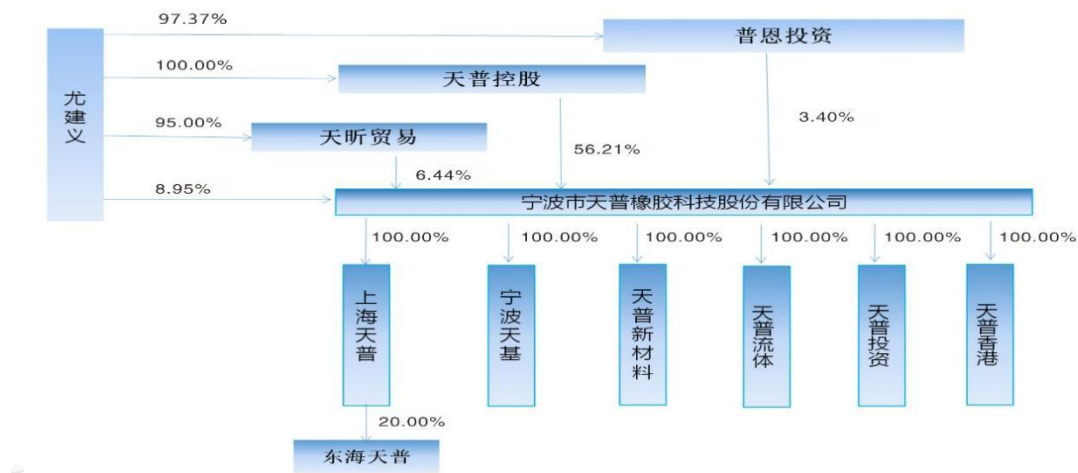 97.37%
普恩投资
100.00%
天普控股
尤建义
95.00%
天昕贸易
3.40%
56.21%
6.44%
8.95%
宁波市天普橡胶科技股份有限公司
100.00%
100.00%
100.00%
100.00%
100.00%
100.00%
上海天普
宁波天基
天普新材料
天普流体
天普投资
天普香港
20.00%
东海天普